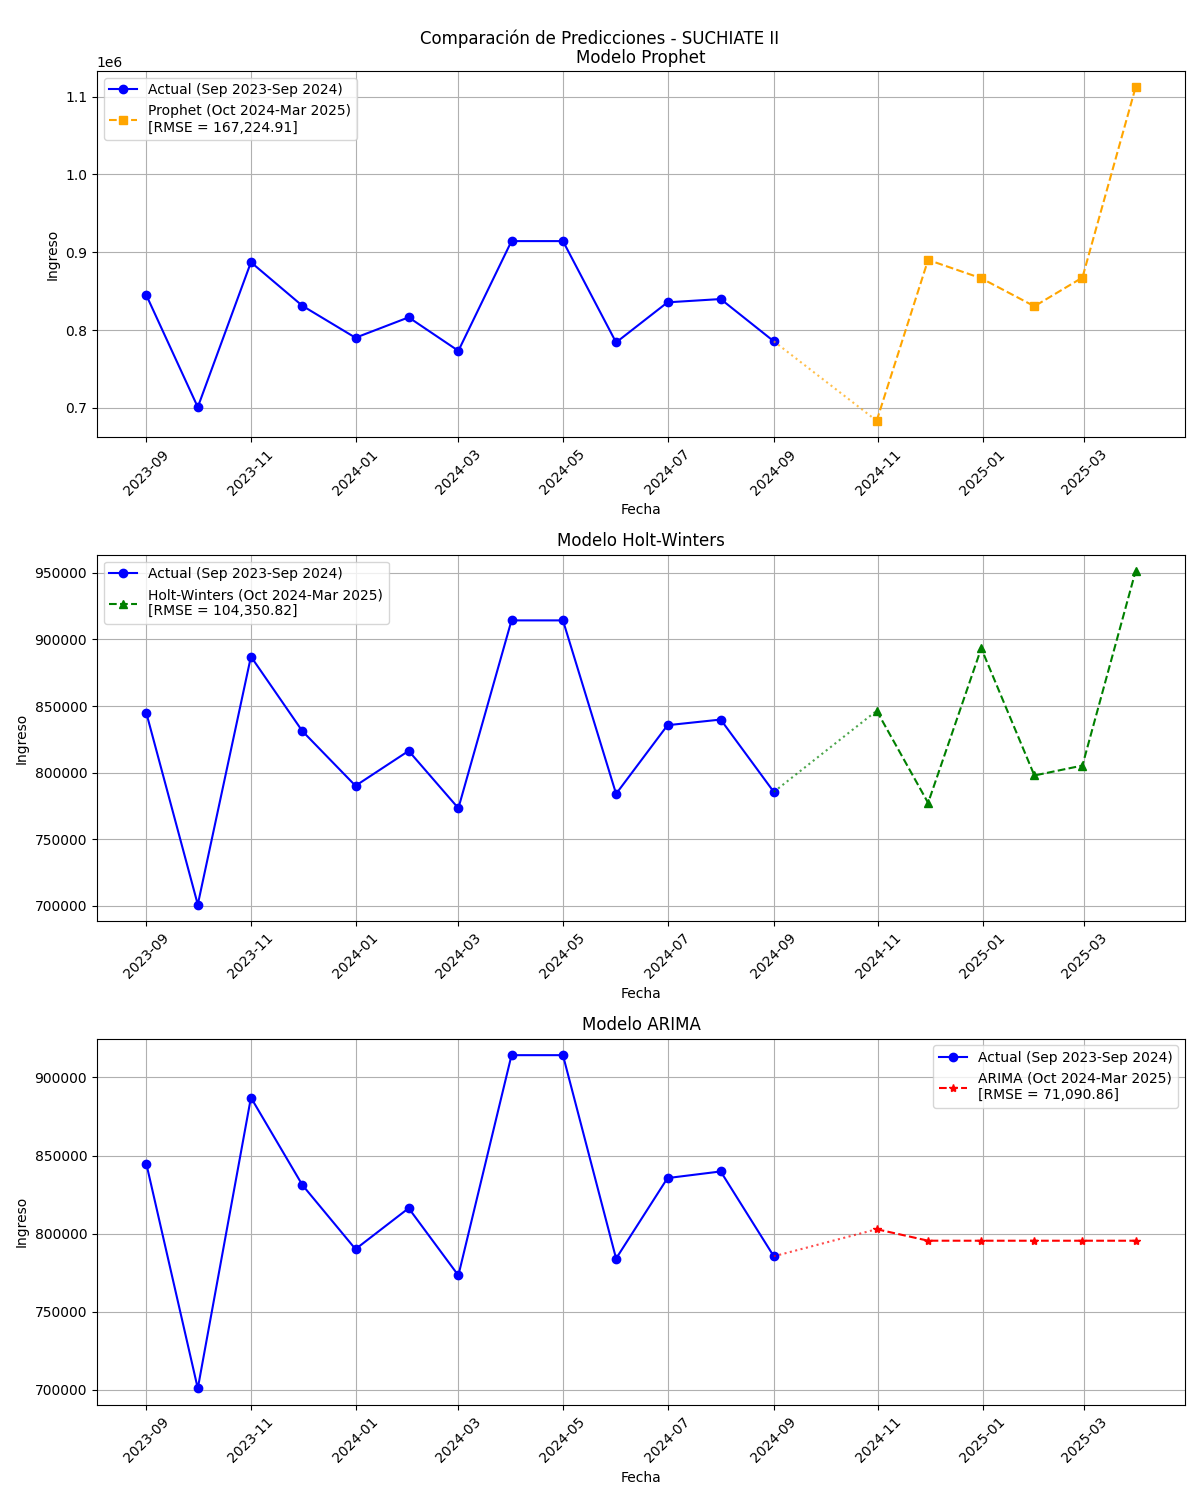 Comparación de Predicciones - SUCHIATE II
Modelo Prophet
1e6
Actual (Sep 2023-Sep 2024)
Prophet (Oct 2024-Mar 2025)
[RMSE = 167,224.91]
1.1
1.0
0.9
0.8
0.7
Ingreso
2023-09
2023-11
2024-01
2024-03
2024-05
2024-07
2024-09
2024-11
2025-01
2025-03
Fecha
Modelo Holt-Winters
Actual (Sep 2023-Sep 2024)
Holt-Winters (Oct 2024-Mar 2025)
[RMSE = 104,350.82]
950000
900000
850000
800000
750000
700000
Ingreso
2023-09
2023-11
2024-01
2024-03
2024-05
2024-07
2024-09
2024-11
2025-01
2025-03
Fecha
Modelo ARIMA
Actual (Sep 2023-Sep 2024)
ARIMA (Oct 2024-Mar 2025)
[RMSE = 71,090.86]
900000
850000
800000
750000
700000
Ingreso
2023-09
2023-11
2024-01
2024-03
2024-05
2024-07
2024-09
2024-11
2025-01
2025-03
Fecha